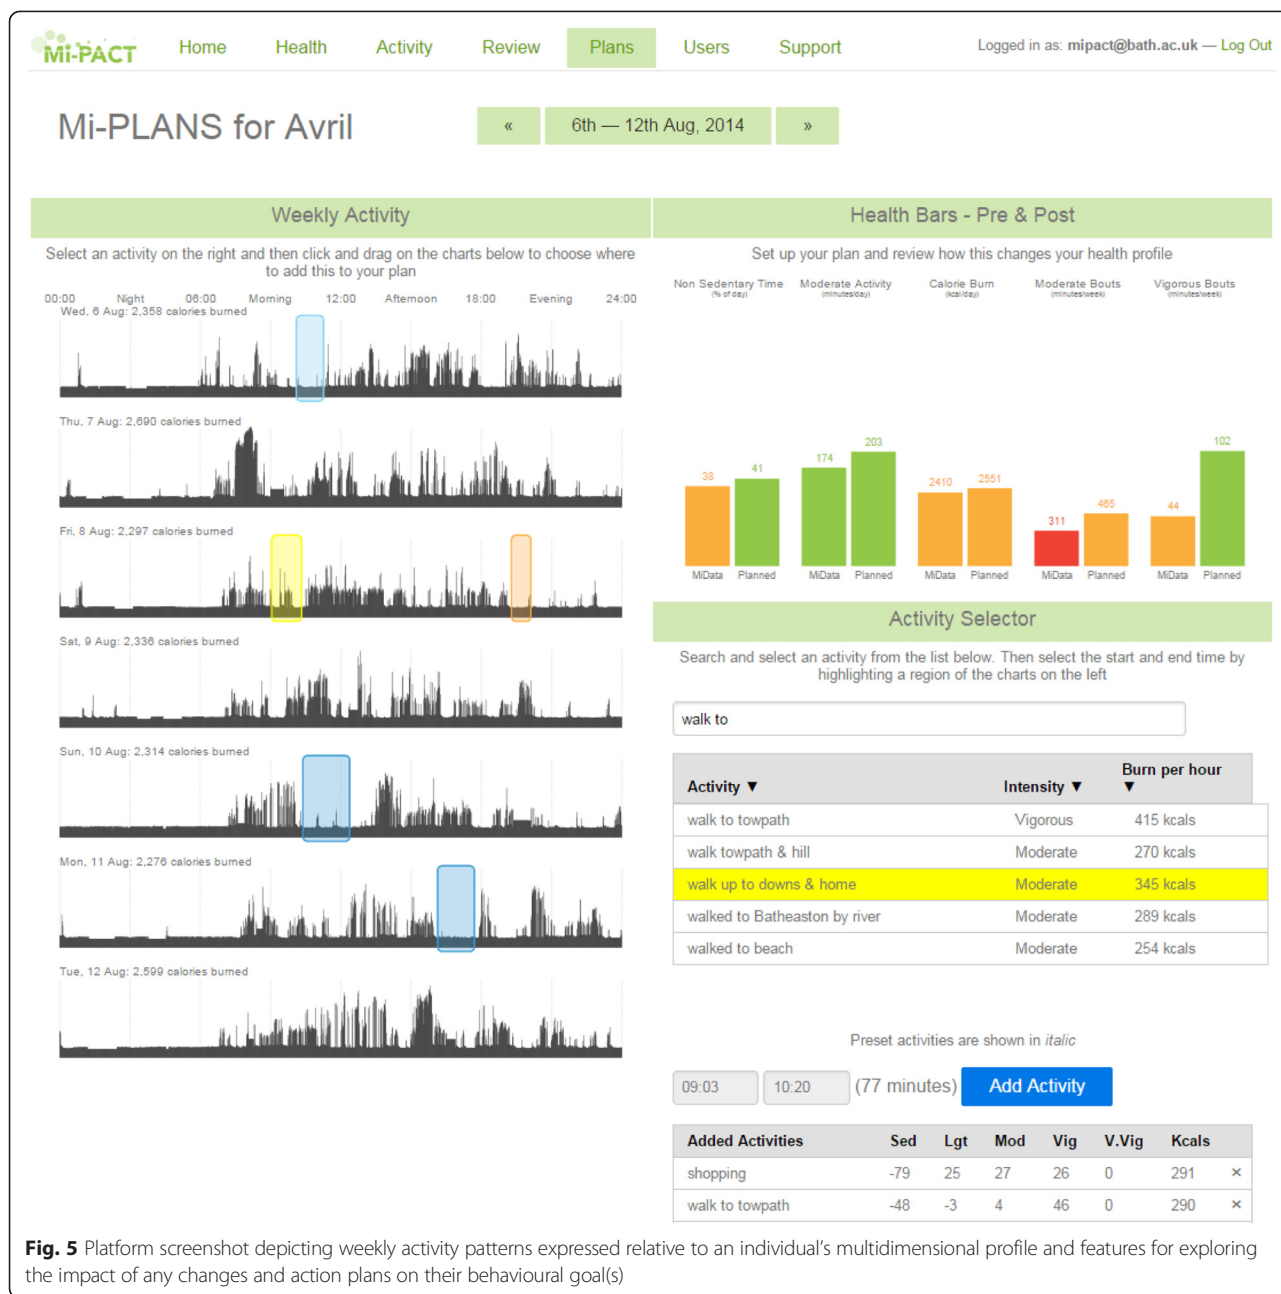 Mi-PACT
Home Health Activity Review Plans Users Support
Logged in as: mipact@bath.ac.uk — Log Out
Mi-PLANS for Avril
« 6th — 12th Aug, 2014 »
Weekly Activity
Select an activity on the right and then click and drag on the charts below to choose where
to add this to your plan
00:00 Night 06:00 Morning 12:00 Afternoon 18:00 Evening 24:00
Wed, 6 Aug: 2,358 calories burned
Thu, 7 Aug: 2,690 calories burned
Fri, 8 Aug: 2,297 calories burned
Sat, 9 Aug: 2,336 calories burned
Sun, 10 Aug: 2,314 calories burned
Mon, 11 Aug: 2,276 calories burned
Tue, 12 Aug: 2,599 calories burned
Health Bars - Pre & Post
Set up your plan and review how this changes your health profile
Non Sedentary Time Moderate Activity Calorie Burn Moderate Bouts Vigorous Bouts
(% of day) (minutes/day) (kcal/day) (minutes/week) (minutes/week)
38 41 174 203 2410 2551 311 465 44 102
MiData Planned MiData Planned MiData Planned MiData Planned MiData Planned
Activity Selector
Search and select an activity from the list below. Then select the start and end time by
highlighting a region of the charts on the left
walk to
Activity ▼ Intensity ▼ Burn per hour ▼
walk to towpath Vigorous 415 kcals
walk towpath & hill Moderate 270 kcals
walk up to downs & home Moderate 345 kcals
walked to Batheaston by river Moderate 289 kcals
walked to beach Moderate 254 kcals
Preset activities are shown in italic
09:03 10:20 (77 minutes) Add Activity
Added Activities Sed Lgt Mod Vig V.Vig Kcals
shopping -79 25 27 26 0 291 ×
walk to towpath -48 -3 4 46 0 290 ×
Fig. 5 Platform screenshot depicting weekly activity patterns expressed relative to an individual's multidimensional profile and features for exploring
the impact of any changes and action plans on their behavioural goal(s)